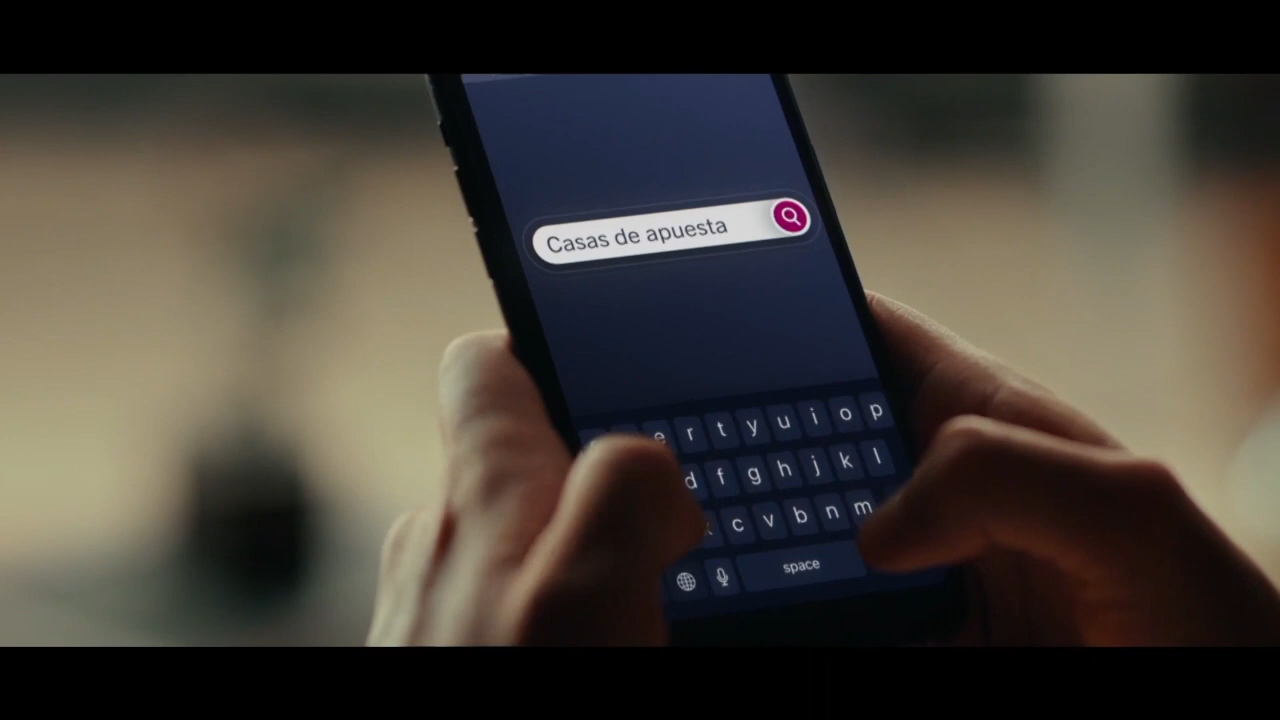 Casas de apuesta
e r t y u i o p
d f g h j k l
c v b n m
space